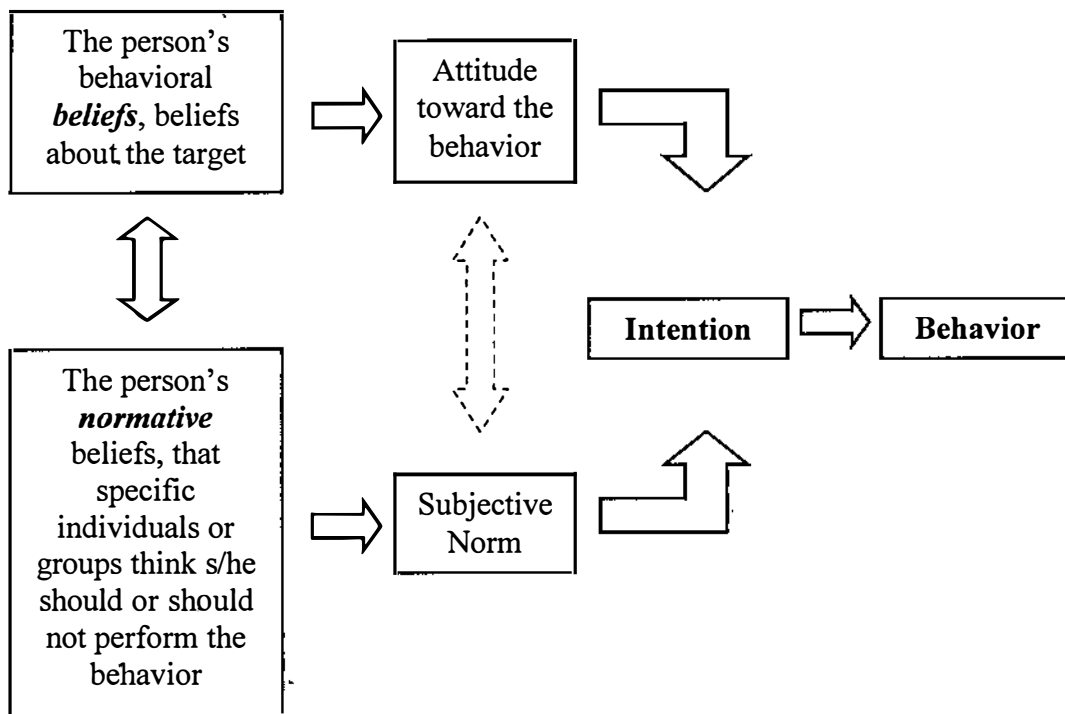 The person's
behavioral
beliefs, beliefs
about the target
Attitude
toward the
behavior
Intention
Behavior
The person's
normative
beliefs, that
specific
individuals or
groups think s/he
should or should
not perform the
behavior
Subjective
Norm